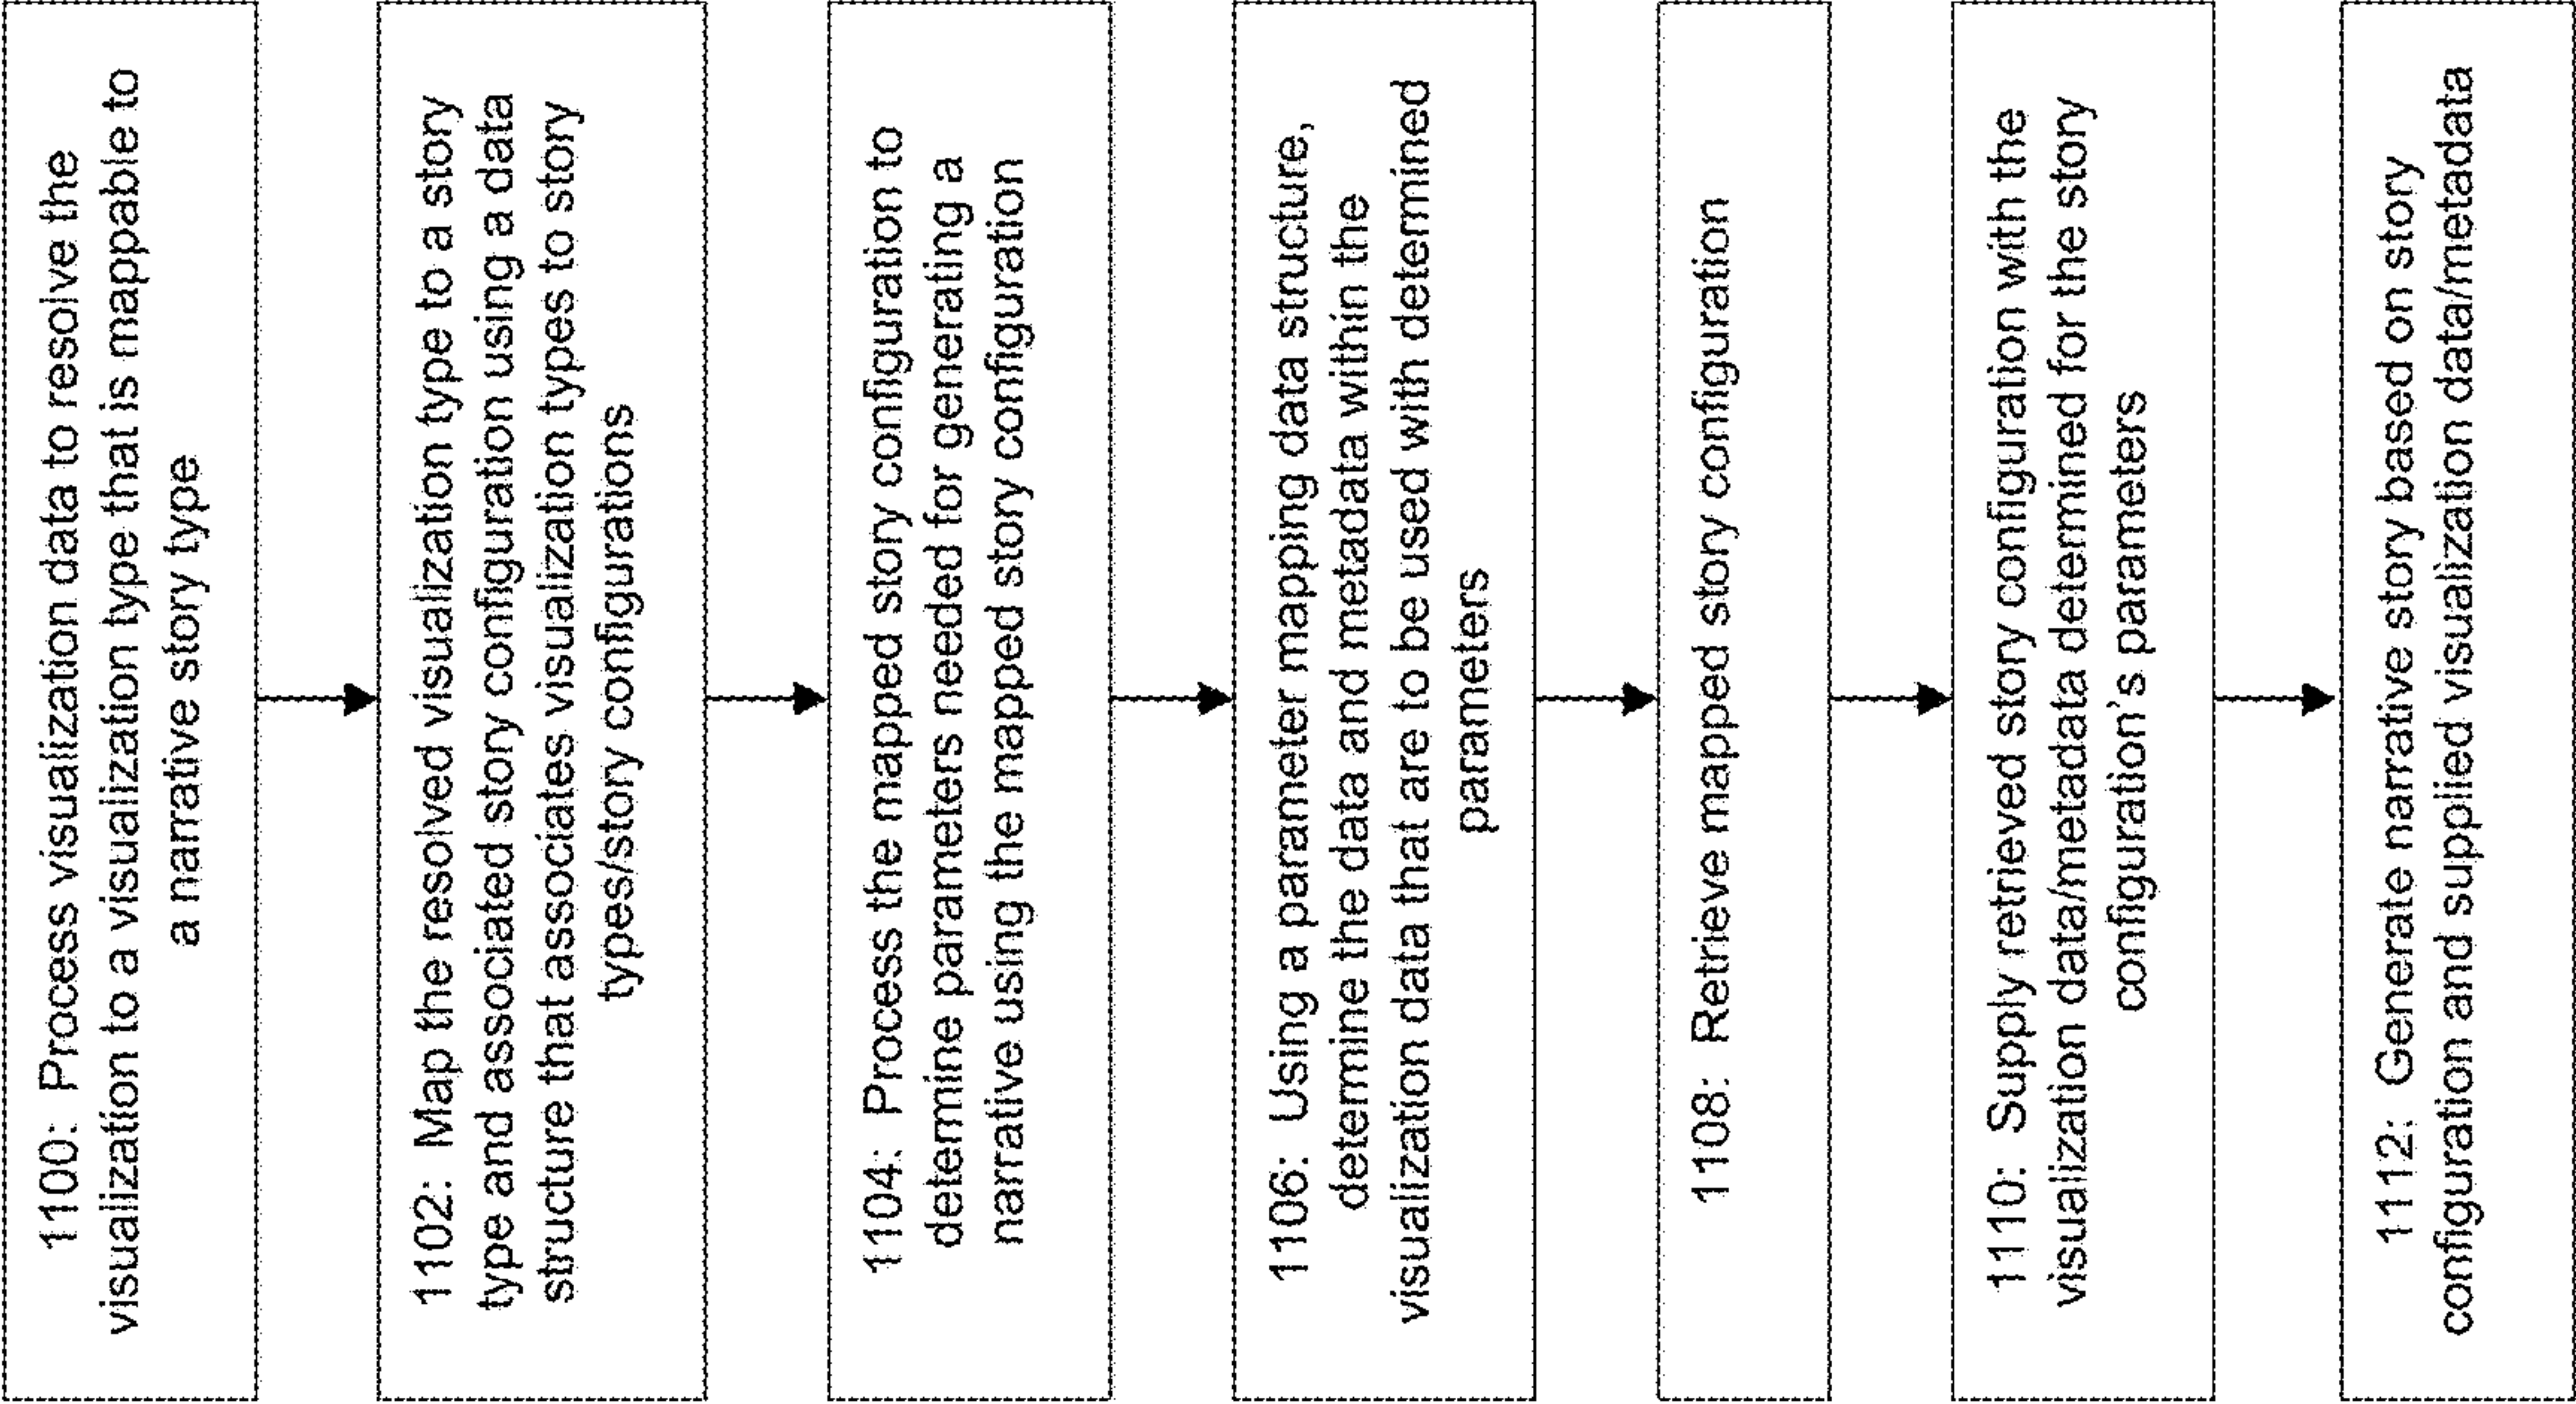 1100: Process visualization data to resolve the
visualization to a visualization type that is mappable to
a narrative story type
1102: Map the resolved visualization type to a story
type and associated story configuration using a data
structure that associates visualization types to story
types/story configurations
1104: Process the mapped story configuration to
determine parameters needed for generating a
narrative using the mapped story configuration
1106: Using a parameter mapping data structure,
determine the data and metadata within the
visualization data that are to be used with determined
parameters
1108: Retrieve mapped story configuration
1110: Supply retrieved story configuration with the
visualization data/metadata determined for the story
configuration's parameters
1112: Generate narrative story based on story
configuration and supplied visualization data/metadata